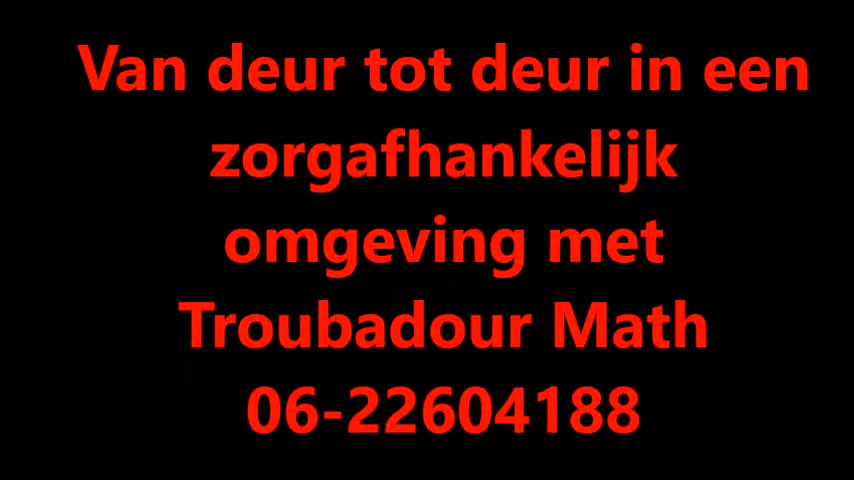 Van deur tot deur in een
zorgafhankelijk
omgeving met
Troubadour Math
06-22604188